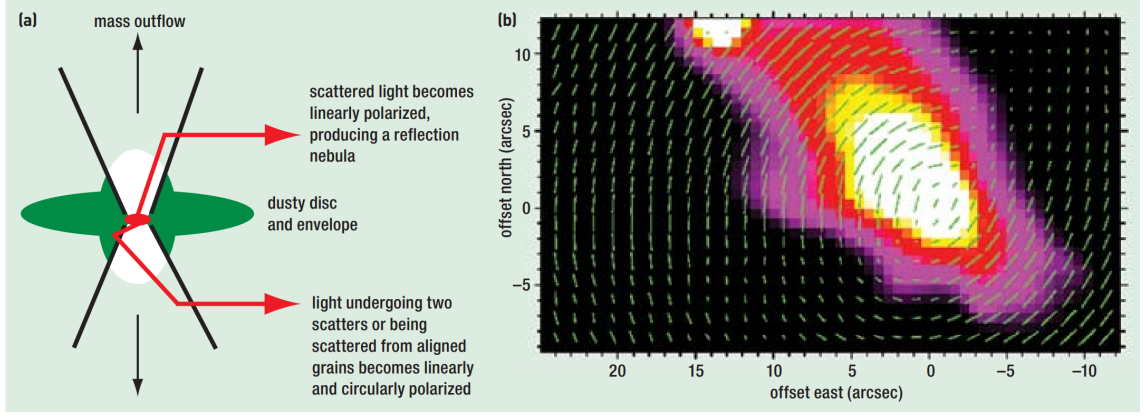 (a)
mass outflow
scattered light becomes
linearly polarized,
producing a reflection
nebula
dusty disc
and envelope
light undergoing two
scatters or being
scattered from aligned
grains becomes linearly
and circularly polarized
(b)
offset north (arcsec)
10
5
0
−5
20
15
10
5
0
−5
−10
offset east (arcsec)